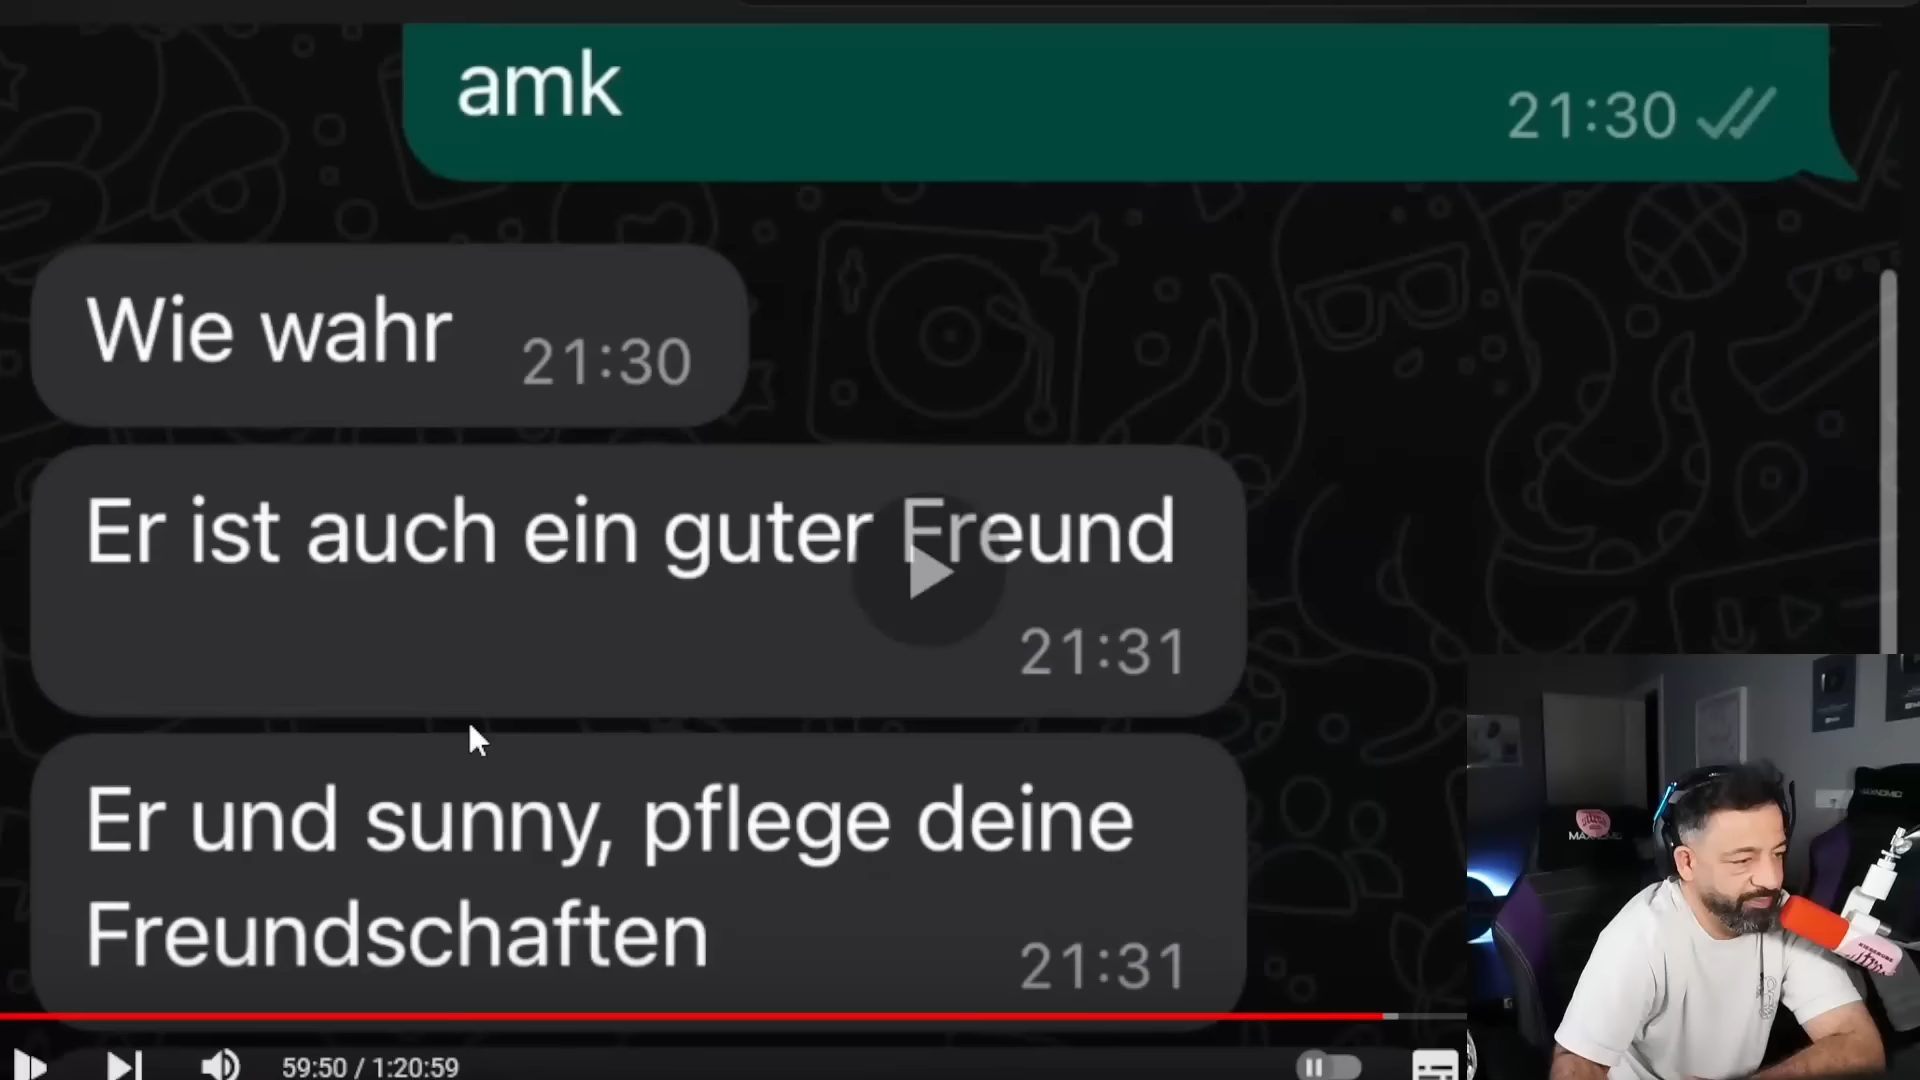 amk
21:30
Wie wahr
21:30
Er ist auch ein guter Freund
21:31
Er und sunny, pflege deine
Freundschaften
21:31
59:50 / 1:20:59